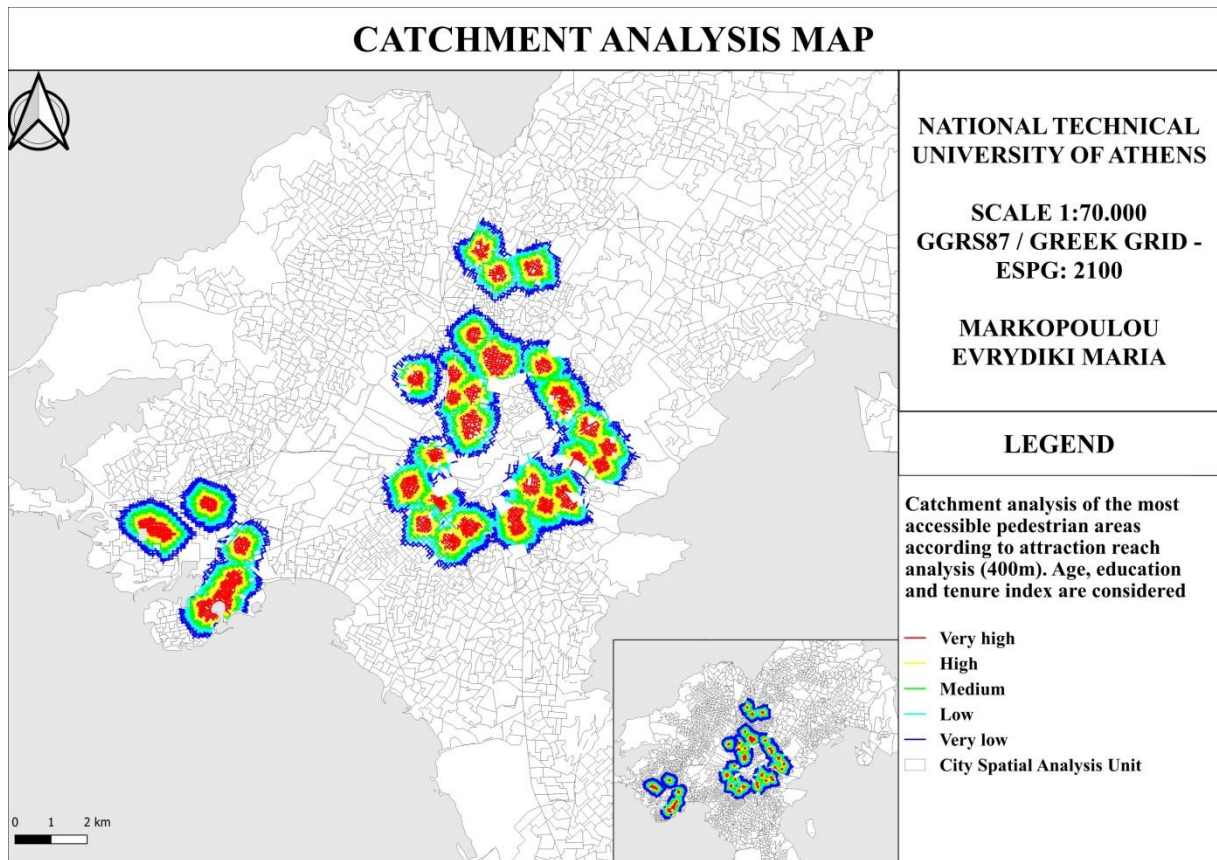 CATCHMENT ANALYSIS MAP
NATIONAL TECHNICAL
UNIVERSITY OF ATHENS
SCALE 1:70.000
GGRS87 / GREEK GRID -
ESPG: 2100
MARKOPOULOU
EVRYDIKI MARIA
LEGEND
Catchment analysis of the most
accessible pedestrian areas
according to attraction reach
analysis (400m). Age, education
and tenure index are considered
Very high
High
Medium
Low
Very low
City Spatial Analysis Unit
0 1 2 km